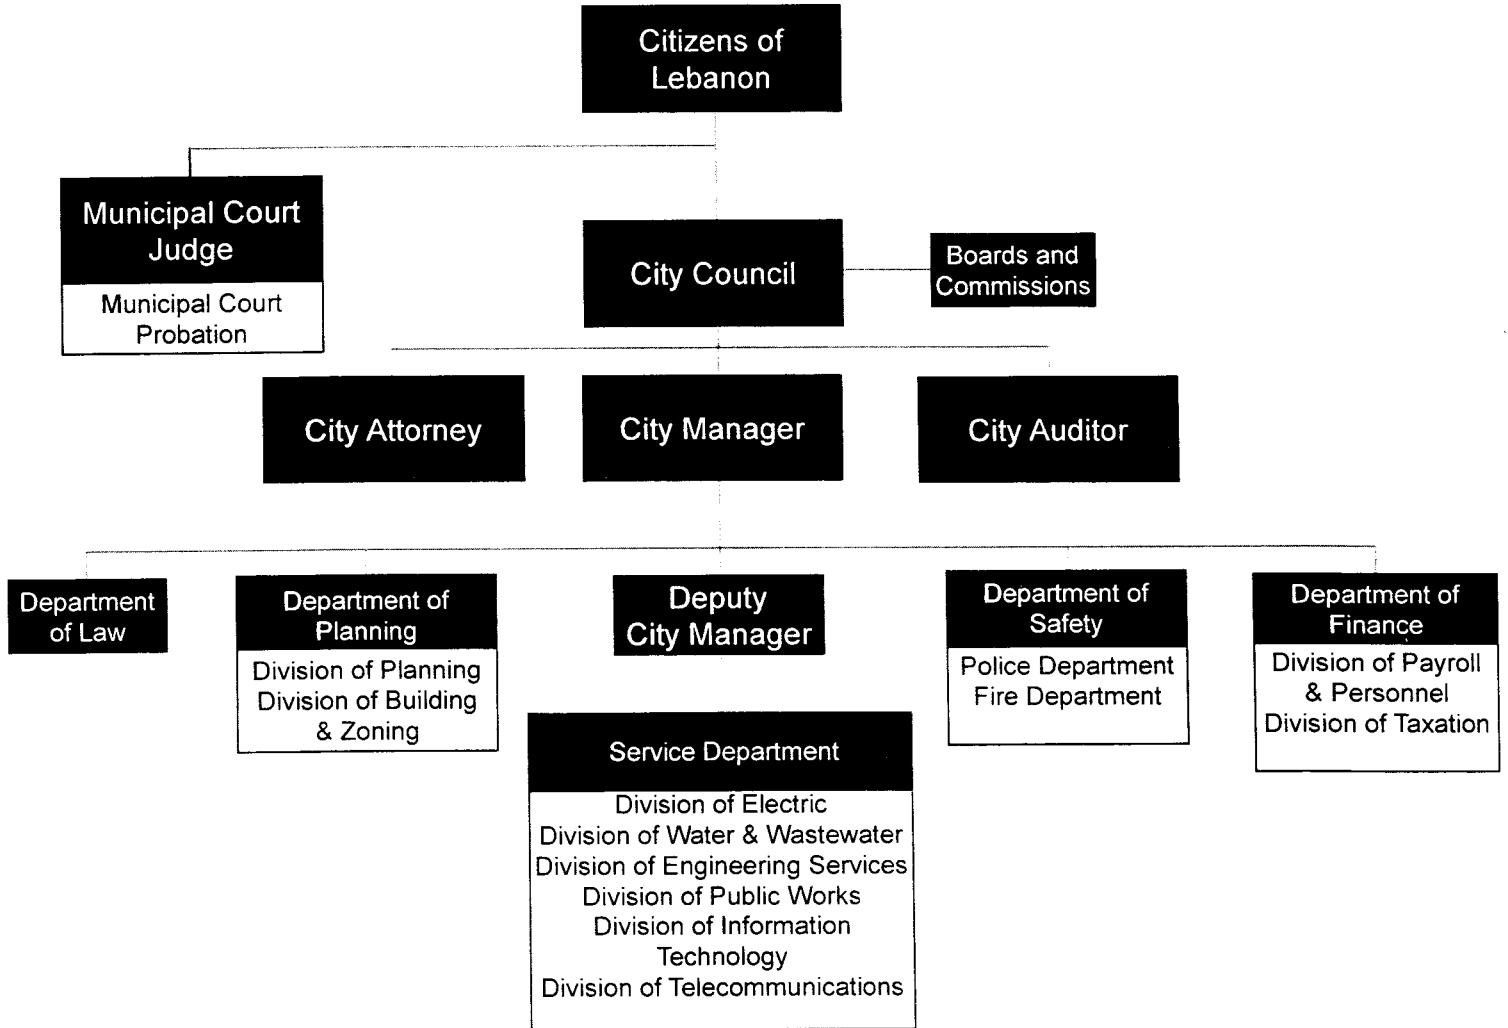 Citizens of
Lebanon
Municipal Court
Judge
Municipal Court
Probation
City Council
Boards and
Commissions
City Attorney
City Manager
City Auditor
Department
of Law
Department of
Planning
Division of Planning
Division of Building
& Zoning
Deputy
City Manager
Department of
Safety
Police Department
Fire Department
Department of
Finance
Division of Payroll
& Personnel
Division of Taxation
Service Department
Division of Electric
Division of Water & Wastewater
Division of Engineering Services
Division of Public Works
Division of Information
Technology
Division of Telecommunications